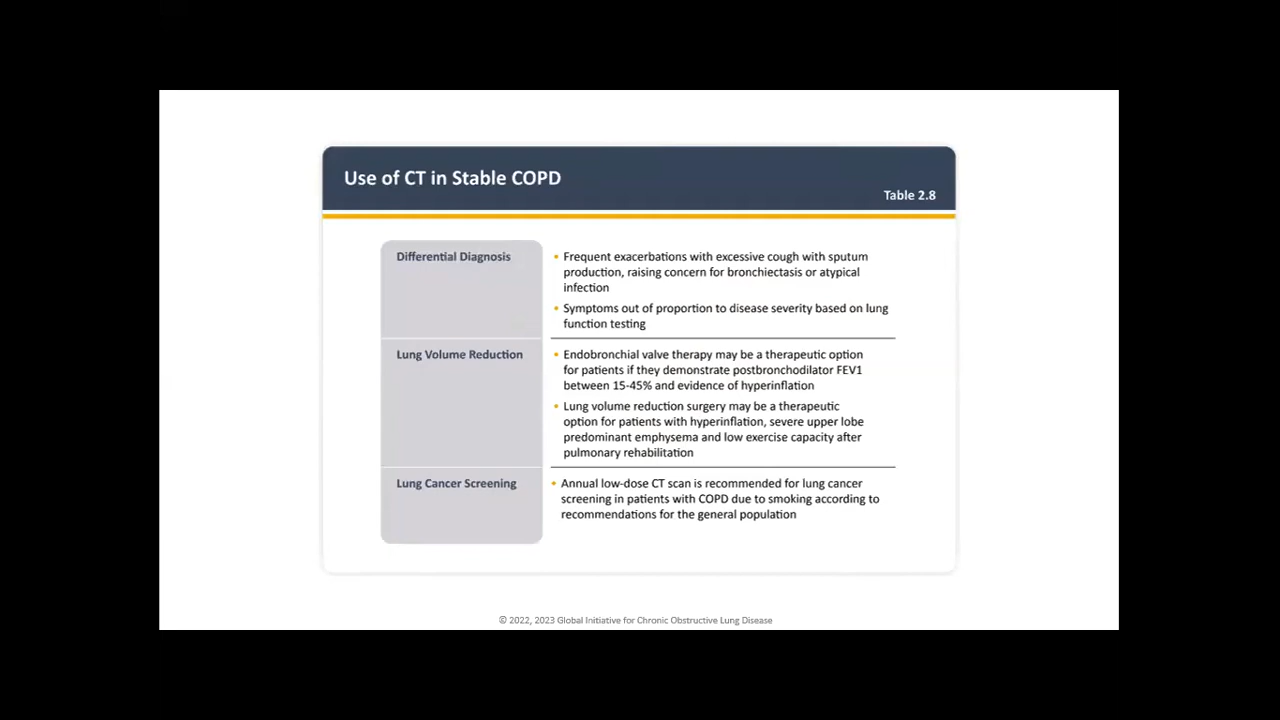 Use of CT in Stable COPD
Table 2.8
Differential Diagnosis
• Frequent exacerbations with excessive cough with sputum
production, raising concern for bronchiectasis or atypical
infection
• Symptoms out of proportion to disease severity based on lung
function testing
Lung Volume Reduction
• Endobronchial valve therapy may be a therapeutic option
for patients if they demonstrate postbronchodilator FEV1
between 15-45% and evidence of hyperinflation
• Lung volume reduction surgery may be a therapeutic
option for patients with hyperinflation, severe upper lobe
predominant emphysema and low exercise capacity after
pulmonary rehabilitation
Lung Cancer Screening
• Annual low-dose CT scan is recommended for lung cancer
screening in patients with COPD due to smoking according to
recommendations for the general population
© 2022, 2023 Global Initiative for Chronic Obstructive Lung Disease